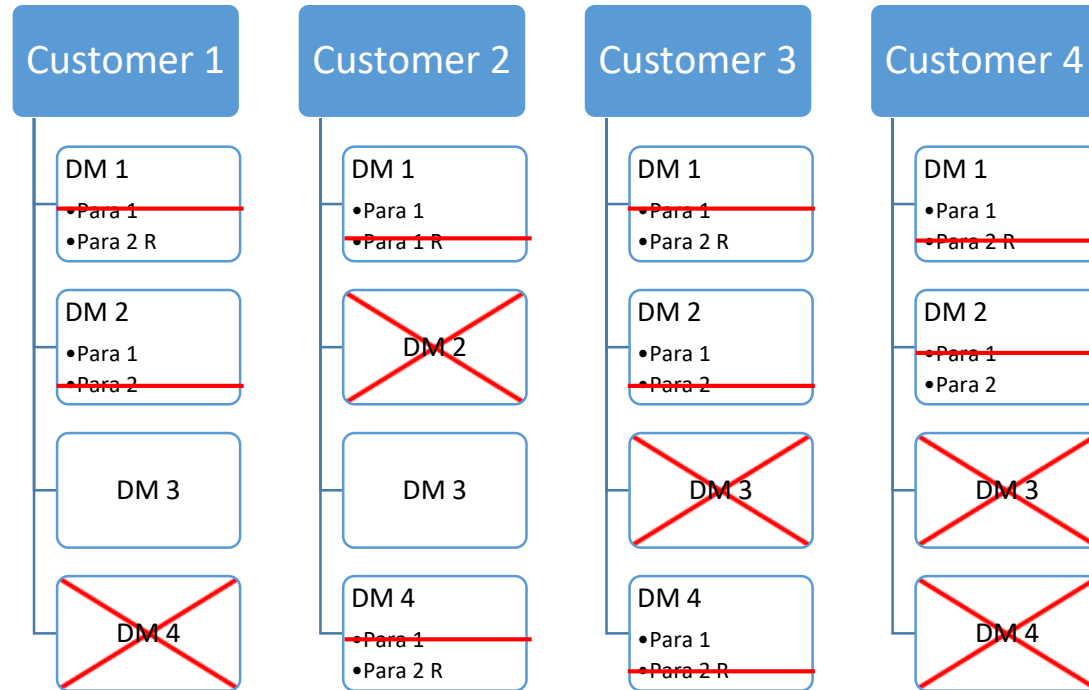 Customer 1
DM 1
•Para 1
•Para 2 R
DM 2
•Para 1
•Para 2
DM 3
DM 4
Customer 2
DM 1
•Para 1
•Para 1 R
DM 2
DM 3
DM 4
•Para 1
•Para 2 R
Customer 3
DM 1
•Para 1
•Para 2 R
DM 2
•Para 1
•Para 2
DM 3
DM 4
•Para 1
•Para 2 R
Customer 4
DM 1
•Para 1
•Para 2 R
DM 2
•Para 1
•Para 2
DM 3
DM 4